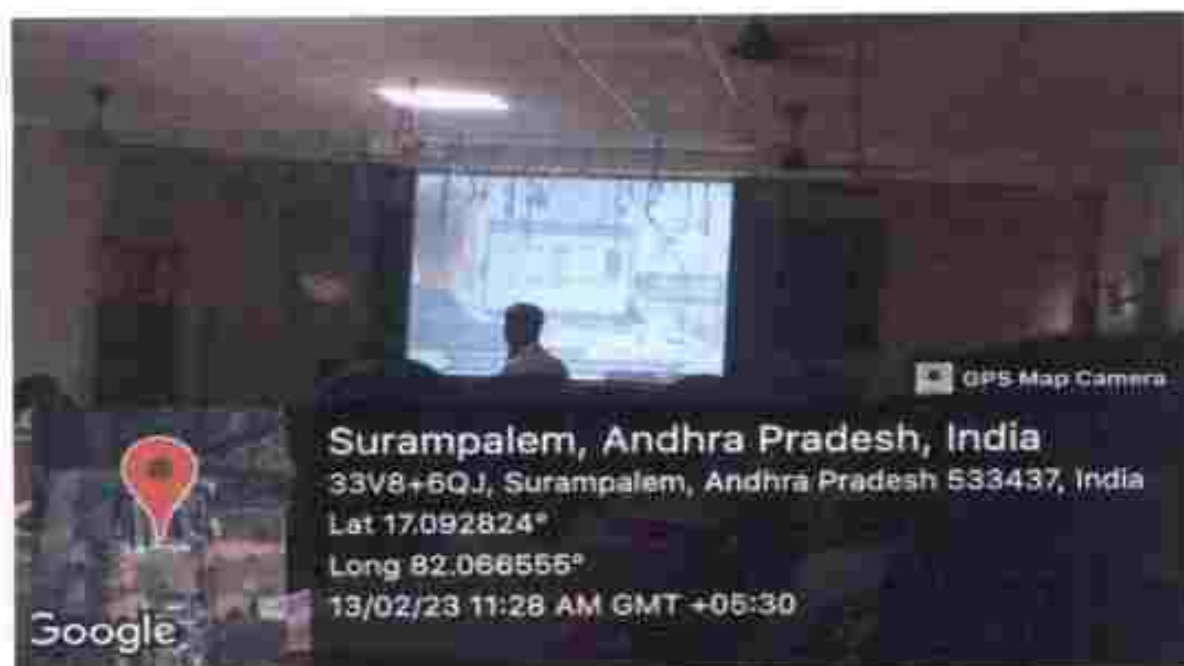 GPS Map Camera
Surampalem, Andhra Pradesh, India
33V8+6QJ, Surampalem, Andhra Pradesh 533437, India
Lat 17.092824°
Long 82.066555°
13/02/23 11:28 AM GMT +05:30
Google